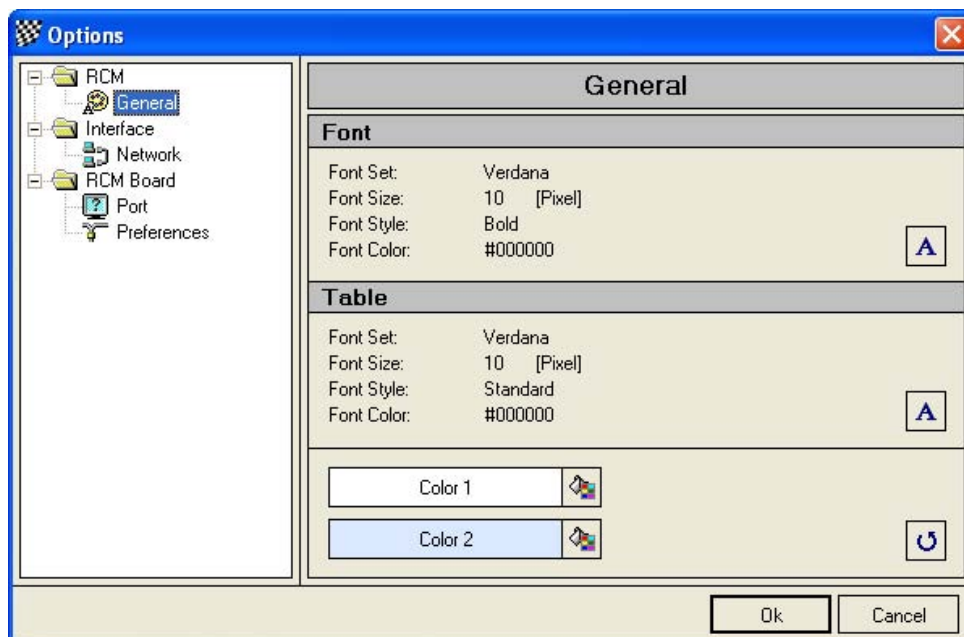 Options
RCM
General
Interface
Network
RCM Board
Port
Preferences
General
Font
Font Set: Verdana
Font Size: 10 [Pixel]
Font Style: Bold
Font Color: #000000
A
Table
Font Set: Verdana
Font Size: 10 [Pixel]
Font Style: Standard
Font Color: #000000
A
Color 1
Color 2
Ok Cancel